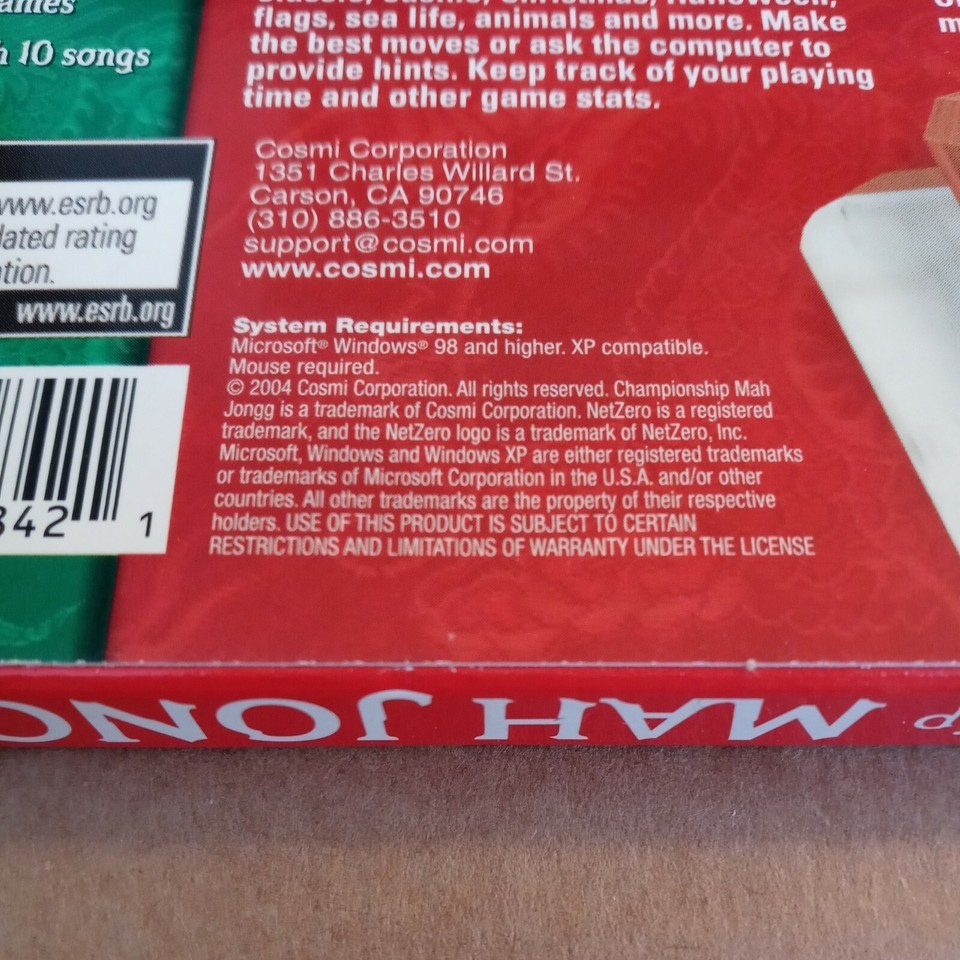 10 songs
flags, sea life, animals and more. Make
the best moves or ask the computer to
provide hints. Keep track of your playing
time and other game stats.
Cosmi Corporation
1351 Charles Willard St.
Carson, CA 90746
(310) 886-3510
support@cosmi.com
www.cosmi.com
www.esrb.org
rating
www.esrb.org
System Requirements:
Microsoft® Windows® 98 and higher. XP compatible.
Mouse required.
© 2004 Cosmi Corporation. All rights reserved. Championship Mah
Jongg is a trademark of Cosmi Corporation. NetZero is a registered
trademark, and the NetZero logo is a trademark of NetZero, Inc.
Microsoft, Windows and Windows XP are either registered trademarks
or trademarks of Microsoft Corporation in the U.S.A. and/or other
countries. All other trademarks are the property of their respective
holders. USE OF THIS PRODUCT IS SUBJECT TO CERTAIN
RESTRICTIONS AND LIMITATIONS OF WARRANTY UNDER THE LICENSE
842 1
MAH JONG